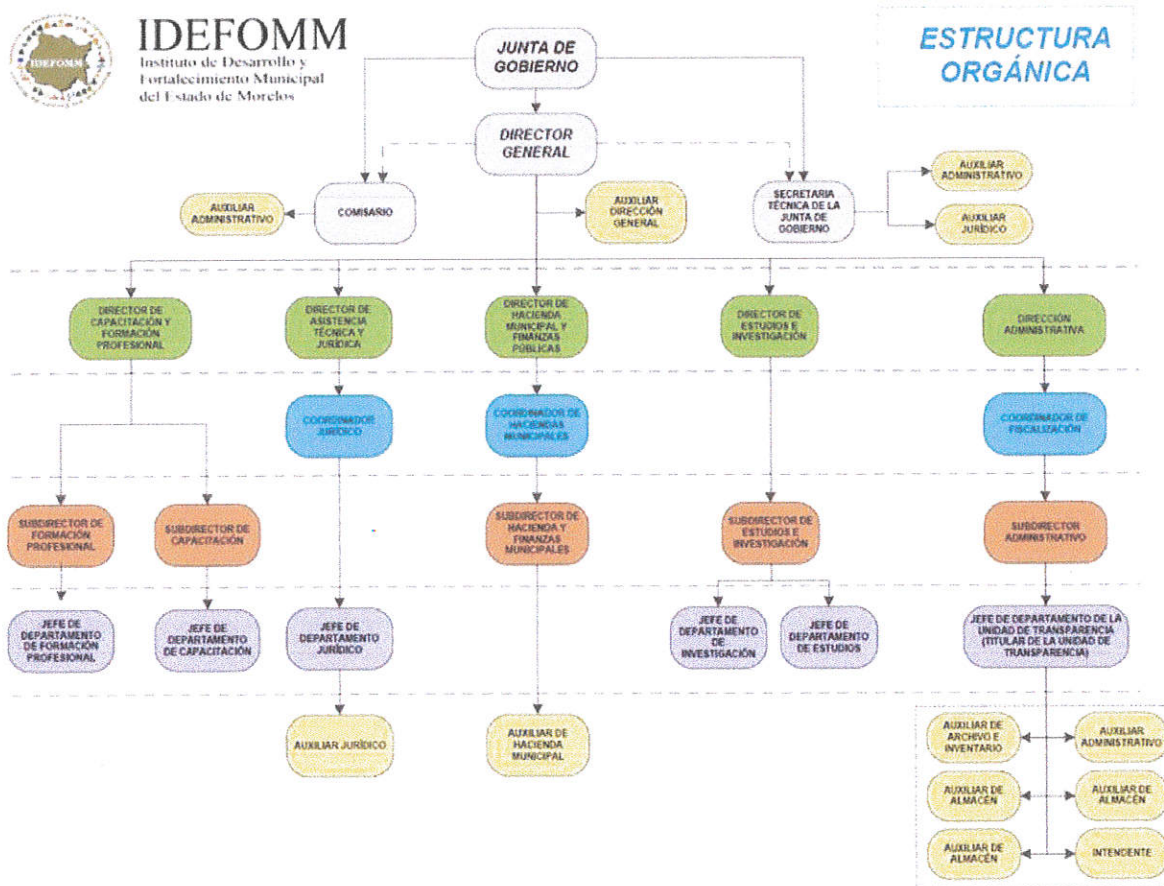 IDEFOMM
IDEFOMM
Instituto de Desarrollo y
Fortalecimiento Municipal
del Estado de Morelos
ESTRUCTURA
ORGÁNICA
JUNTA DE
GOBIERNO
DIRECTOR
GENERAL
AUXILIAR
ADMINISTRATIVO
COMISARIO
AUXILIAR
DIRECCIÓN
GENERAL
SECRETARIA
TÉCNICA DE LA
JUNTA DE
GOBIERNO
AUXILIAR
ADMINISTRATIVO
AUXILIAR
JURÍDICO
DIRECTOR DE
CAPACITACIÓN Y
FORMACIÓN
PROFESIONAL
DIRECTOR DE
ASISTENCIA
TÉCNICA Y
JURÍDICA
DIRECTOR DE
HACIENDA
MUNICIPAL Y
FINANZAS
PÚBLICAS
DIRECTOR DE
ESTUDIOS E
INVESTIGACIÓN
DIRECCIÓN
ADMINISTRATIVA
COORDINADOR
JURÍDICO
COORDINADOR DE
HACIENDAS
MUNICIPALES
COORDINADOR DE
FISCALIZACIÓN
SUBDIRECTOR DE
FORMACIÓN
PROFESIONAL
SUBDIRECTOR DE
CAPACITACIÓN
SUBDIRECTOR DE
HACIENDA Y
FINANZAS
MUNICIPALES
SUBDIRECTOR DE
ESTUDIOS E
INVESTIGACIÓN
SUBDIRECTOR
ADMINISTRATIVO
JEFE DE
DEPARTAMENTO
DE FORMACIÓN
PROFESIONAL
JEFE DE
DEPARTAMENTO
DE CAPACITACIÓN
JEFE DE
DEPARTAMENTO
JURÍDICO
JEFE DE
DEPARTAMENTO
DE
INVESTIGACIÓN
JEFE DE
DEPARTAMENTO
DE ESTUDIOS
JEFE DE DEPARTAMENTO DE LA
UNIDAD DE TRANSPARENCIA
(TITULAR DE LA UNIDAD DE
TRANSPARENCIA)
AUXILIAR JURÍDICO
AUXILIAR DE
HACIENDA
MUNICIPAL
AUXILIAR DE
ARCHIVO E
INVENTARIO
AUXILIAR
ADMINISTRATIVO
AUXILIAR DE
ALMACÉN
AUXILIAR DE
ALMACÉN
AUXILIAR DE
ALMACÉN
INTENDENTE